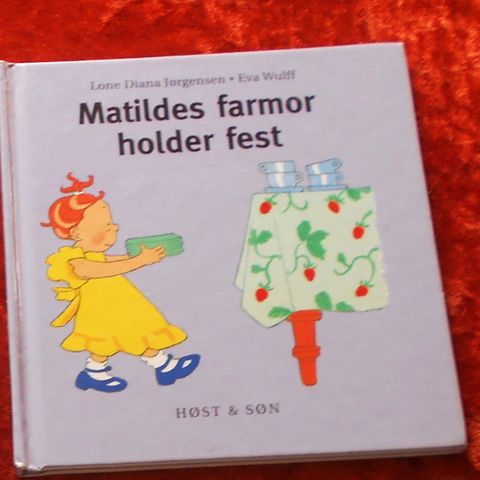 Lone Diana Jørgensen • Eva Wulff
Matildes farmor
holder fest
HØST & SØN